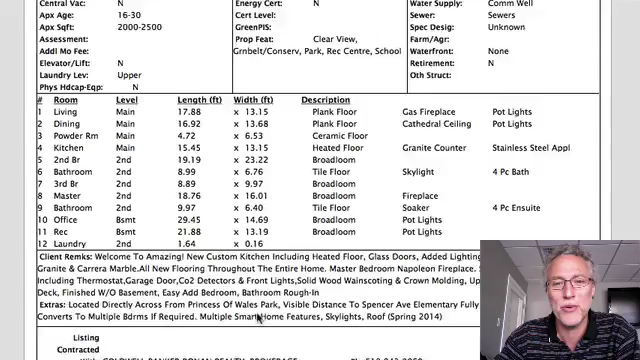 Central Vac: N Energy Cert: N Water Supply: Comm Well
Apx Age: 16-30 Cert Level: Sewer: Sewers
Apx Sqft: 2000-2500 GreenPIS: Spec Desig: Unknown
Assessment: Prop Feat: Clear View, Farm/Agr:
Addl Mo Fee: Grnbelt/Conserv, Park, Rec Centre, School Waterfront: None
Elevator/Lift: N Retirement: N
Laundry Lev: Upper Oth Struct:
Phys Hdcap-Eqp: N
# Room Level Length (ft) Width (ft) Description
1 Living Main 17.88 x 13.15 Plank Floor Gas Fireplace Pot Lights
2 Dining Main 16.92 x 13.68 Plank Floor Cathedral Ceiling Pot Lights
3 Powder Rm Main 4.72 x 6.53 Ceramic Floor
4 Kitchen Main 15.45 x 13.15 Heated Floor Granite Counter Stainless Steel Appl
5 2nd Br 2nd 19.19 x 23.22 Broadloom
6 Bathroom 2nd 8.99 x 6.76 Tile Floor Skylight 4 Pc Bath
7 3rd Br 2nd 8.89 x 9.97 Broadloom
8 Master 2nd 18.76 x 16.01 Broadloom Fireplace
9 Bathroom 2nd 9.97 x 6.40 Tile Floor Soaker 4 Pc Ensuite
10 Office Bsmt 29.45 x 14.69 Broadloom Pot Lights
11 Rec Bsmt 21.88 x 13.19 Broadloom Pot Lights
12 Laundry 2nd 1.64 x 0.16
Client Remks: Welcome To Amazing! New Custom Kitchen Including Heated Floor, Glass Doors, Added Lighting
Granite & Carrera Marble.All New Flooring Throughout The Entire Home. Master Bedroom Napoleon Fireplace.
Including Thermostat,Garage Door,Co2 Detectors & Front Lights,Solid Wood Wainscoting & Crown Molding, Up
Deck, Finished W/O Basement, Easy Add Bedroom, Bathroom Rough-In
Extras: Located Directly Across From Princess Of Wales Park, Visible Distance To Spencer Ave Elementary Fully
Converts To Multiple Bdrms If Required. Multiple Smart Home Features, Skylights, Roof (Spring 2014)
Listing
Contracted